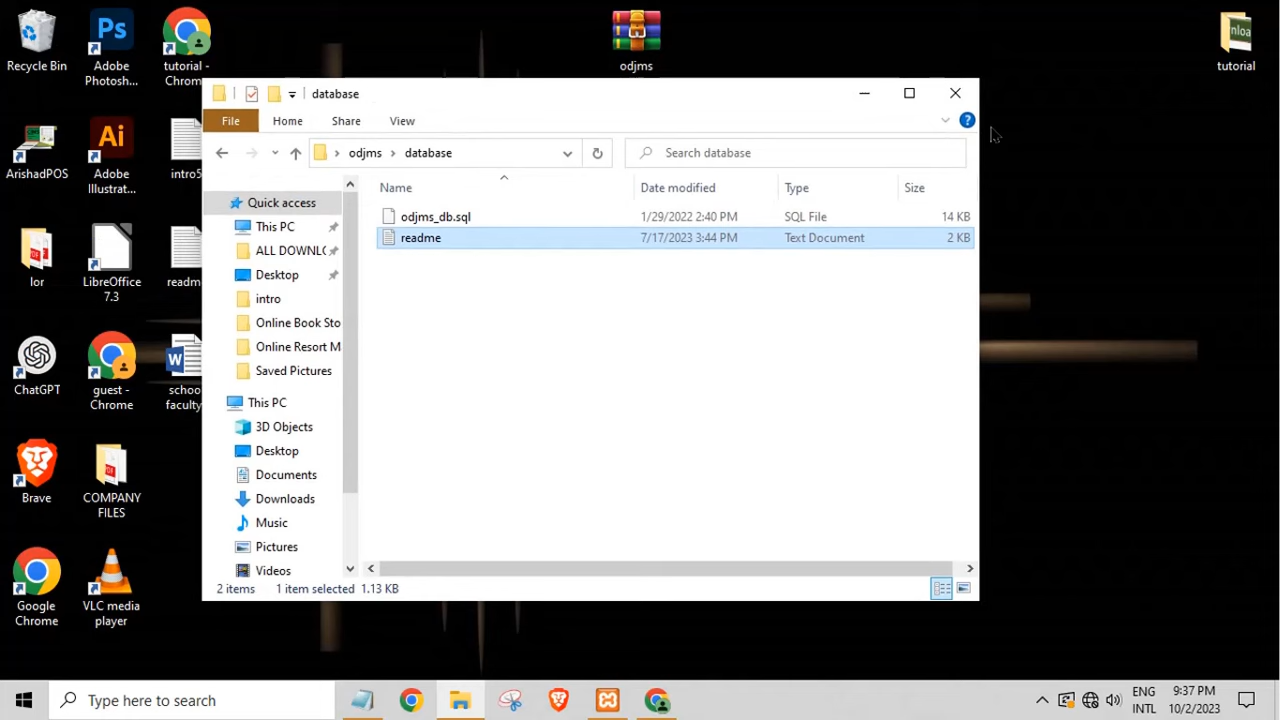 Recycle Bin
Adobe
Photosh...
Ps
tutorial -
Chrom
odjms
nloa
tutorial
database
File
Home
Share
View
?
odjms
database
Search database
Name
Date modified
Type
Size
odjms_db.sql
1/29/2022 2:40 PM
SQL File
14 KB
readme
7/17/2023 3:44 PM
Text Document
2 KB
Quick access
This PC
ALL DOWNL
Desktop
intro
Online Book Sto
Online Resort M
Saved Pictures
This PC
3D Objects
Desktop
Documents
Downloads
Music
Pictures
Videos
2 items
1 item selected
1.13 KB
ArishadPOS
Ai
Adobe
Illustrat...
intro5
lor
LibreOffice
7.3
readm
ChatGPT
guest -
Chrome
W
schoo
faculty
Brave
COMPANY
FILES
Google
Chrome
VLC media
player
Type here to search
ENG
INTL
9:37 PM
10/2/2023